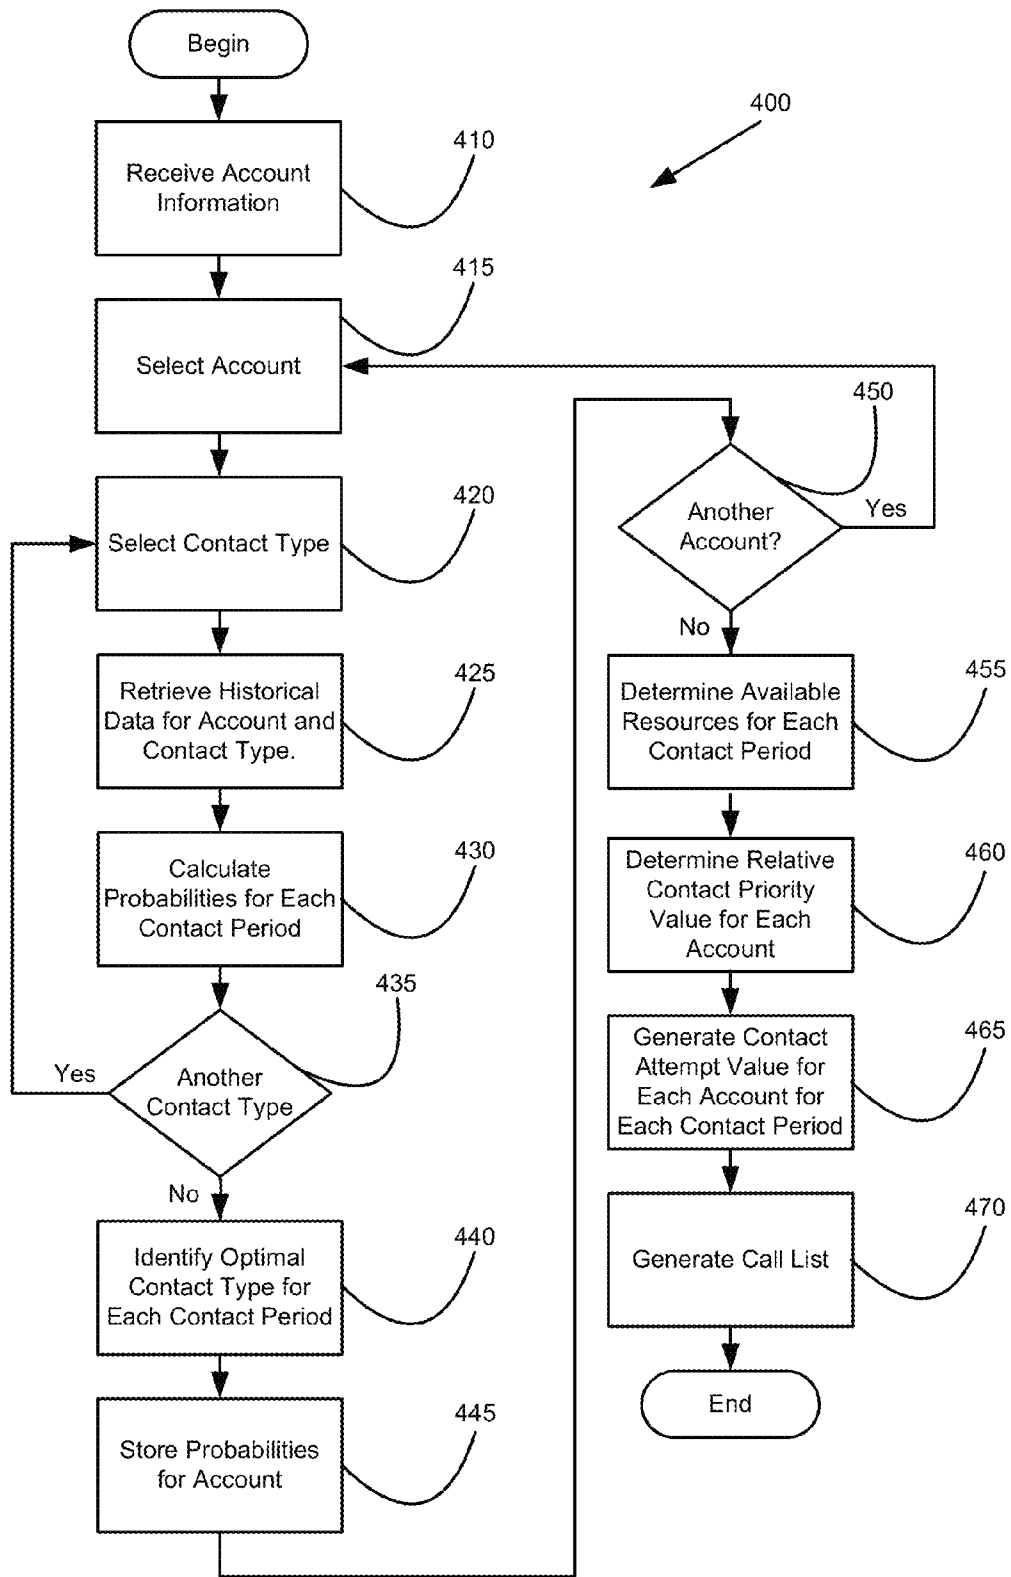 Begin
400
Receive Account
Information
410
Select Account
415
Select Contact Type
420
Retrieve Historical
Data for Account and
Contact Type.
425
Calculate
Probabilities for Each
Contact Period
430
Another
Contact Type
435
Yes
No
Identify Optimal
Contact Type for
Each Contact Period
440
Store Probabilities
for Account
445
Another
Account?
450
Yes
No
Determine Available
Resources for Each
Contact Period
455
Determine Relative
Contact Priority
Value for Each
Account
460
Generate Contact
Attempt Value for
Each Account for
Each Contact Period
465
Generate Call List
470
End